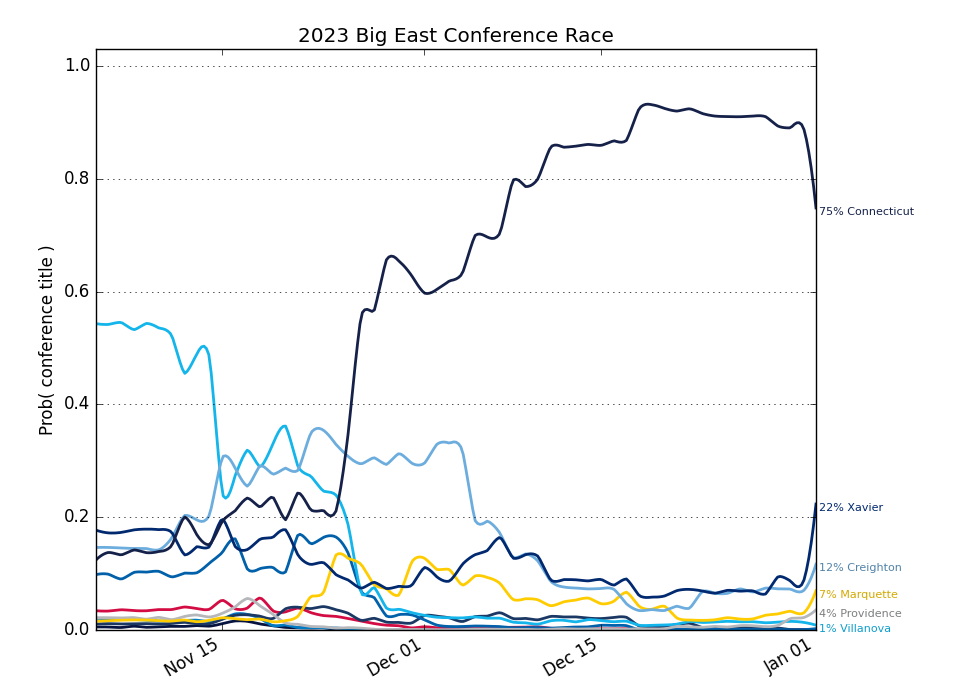 2023 Big East Conference Race
Prob( conference title )
1.0
0.8
0.6
0.4
0.2
0.0
75% Connecticut
22% Xavier
12% Creighton
7% Marquette
4% Providence
1% Villanova
Nov 15
Dec 01
Dec 15
Jan 01